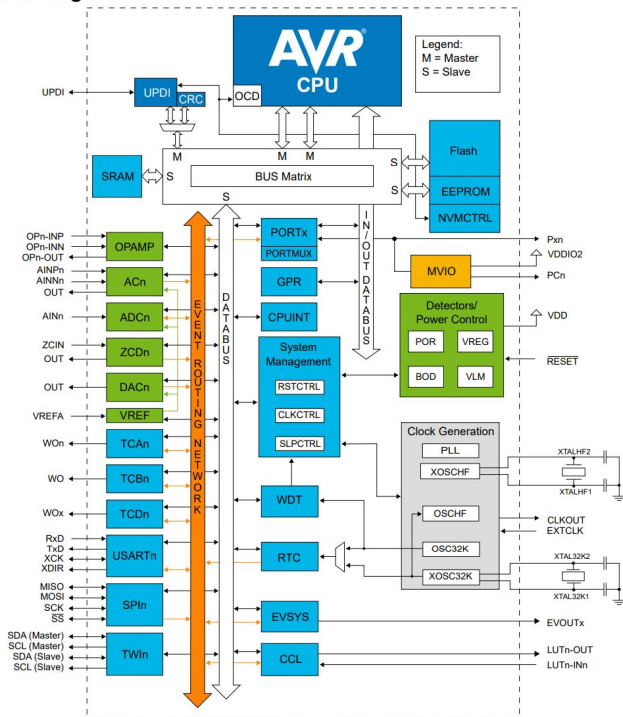 AVR
CPU
Legend:
M = Master
S = Slave
UPDI
UPDI
CRC
OCD
M
M
M
S
SRAM
S
BUS Matrix
S
S
Flash
EEPROM
NVMCTRL
OPn-INP
OPn-INN
OPn-OUT
OPAMP
AINPn
AINNn
OUT
ACn
AINn
ADCn
ZCIN
OUT
ZCDn
OUT
DACn
VREFA
VREF
WOn
TCAn
WO
TCBn
WOx
TCDn
RxD
TxD
XCK
XDIR
USARTn
MISO
MOSI
SCK
SS
SPIn
SDA (Master)
SCL (Master)
SDA (Slave)
SCL (Slave)
TWIn
EVENT ROUTING NETWORK
DATABUS
IN/OUT DATABUS
PORTx
PORTMUX
GPR
CPUINT
System
Management
RSTCTRL
CLKCTRL
SLPCTRL
WDT
RTC
EVSYS
CCL
MVIO
Pxn
VDDIO2
PCn
Detectors/
Power Control
POR
VREG
BOD
VLM
VDD
RESET
Clock Generation
PLL
XOSCHF
OSCHF
OSC32K
XOSC32K
XTALHF2
XTALHF1
CLKOUT
EXTCLK
XTAL32K2
XTAL32K1
EVOUTx
LUTn-OUT
LUTn-INn